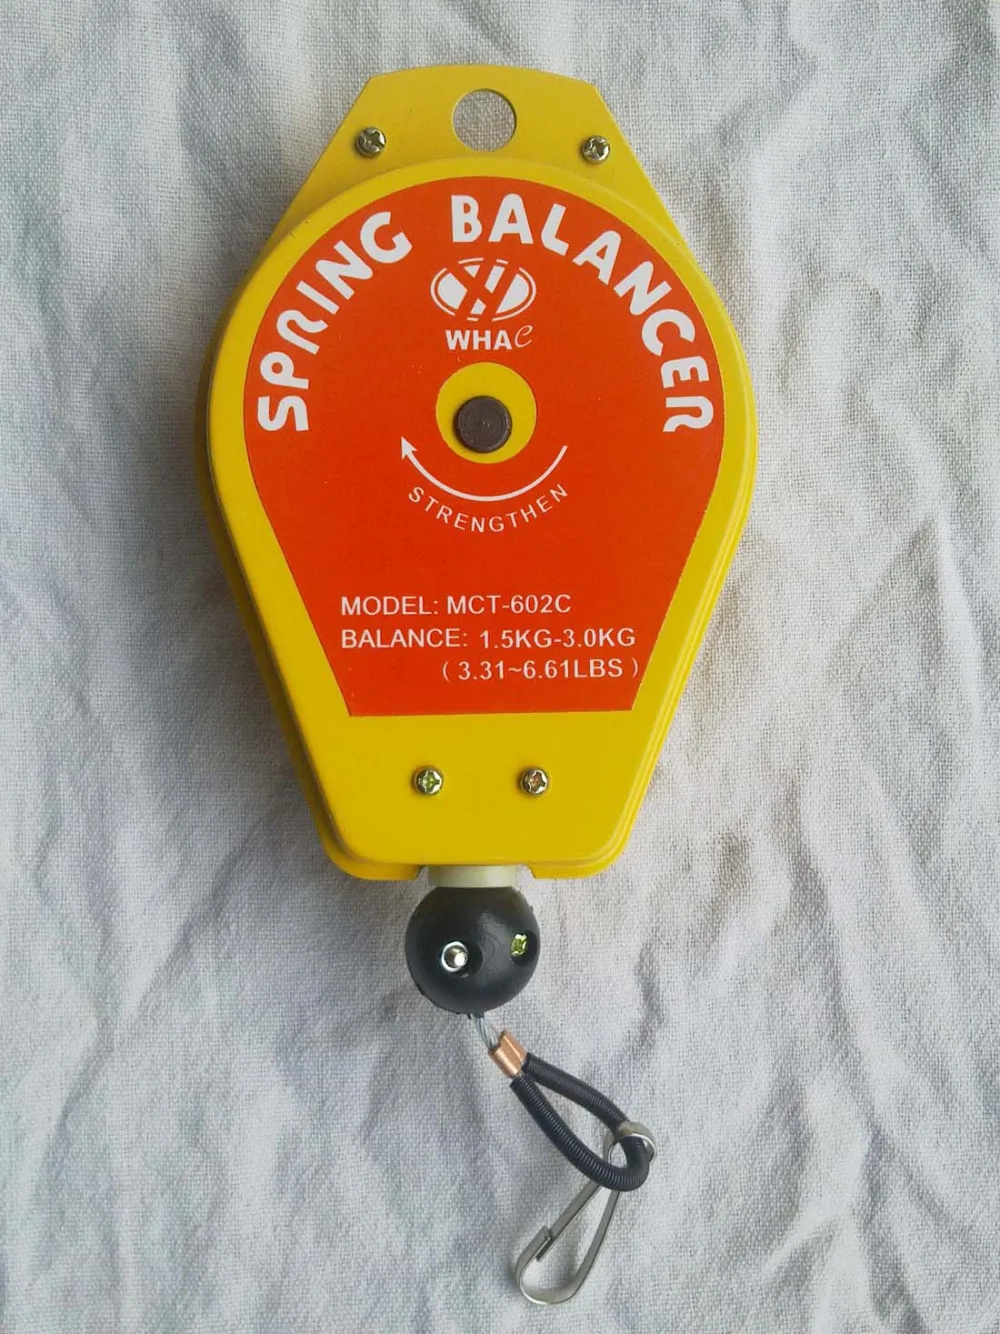 SPRING BALANCER
WHAC
STRENGTHEN
MODEL: MCT-602C
BALANCE: 1.5KG-3.0KG
(3.31~6.61LBS)